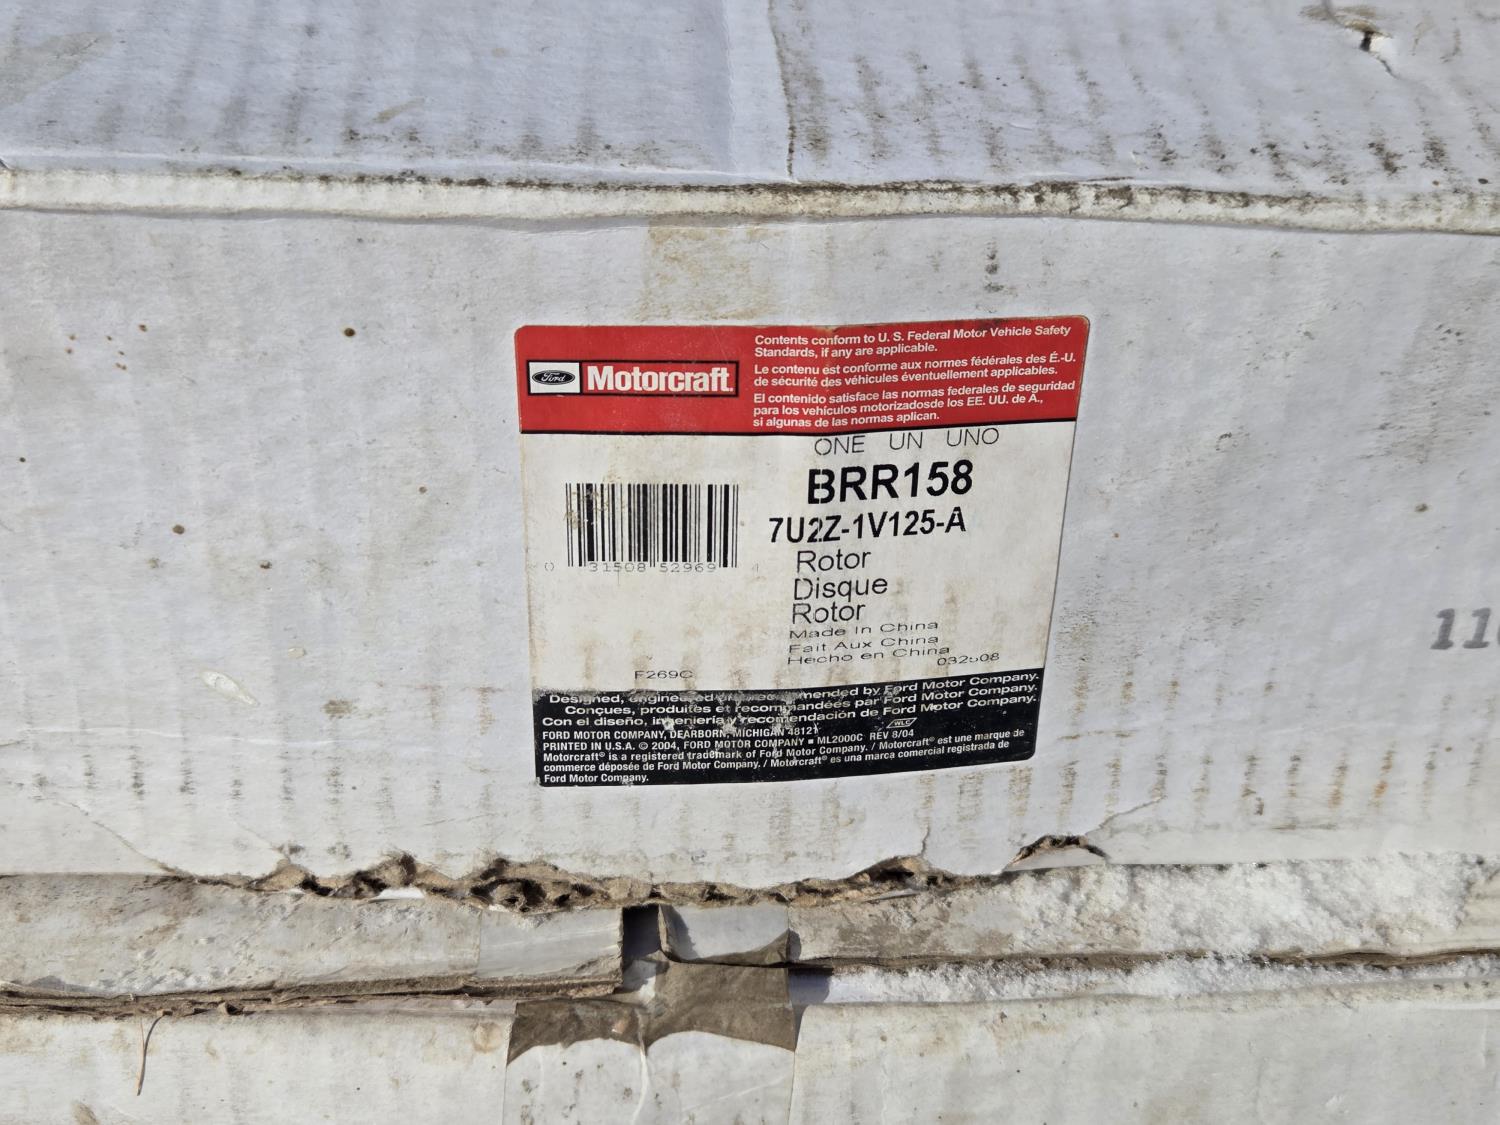 Contents conform to U. S. Federal Motor Vehicle Safety
Standards, if any are applicable.
Le contenu est conforme aux normes fédérales des É.-U.
de sécurité des véhicules éventuellement applicables.
El contenido satisface las normas federales de seguridad
para los vehículos motorizadosde los EE. UU. de A.,
si algunas de las normas aplican.
Ford Motorcraft®
ONE UN UNO
BRR158
7U2Z-1V125-A
Rotor
Disque
Rotor
Made In China
Fait Aux China
Hecho en China
0 31508 52969 4
F269C
Designed, engineered recommended by Ford Motor Company.
Conçues, produites et recommandées par Ford Motor Company.
Con el diseño, ingeniería y recomendación de Ford Motor Company.
FORD MOTOR COMPANY, DEARBORN, MICHIGAN 48121 WLC
PRINTED IN U.S.A. © 2004, FORD MOTOR COMPANY ■ ML2000C REV 8/04
Motorcraft® is a registered trademark of Ford Motor Company. / Motorcraft® est une marque de
commerce déposée de Ford Motor Company. / Motorcraft® es una marca comercial registrada de
Ford Motor Company.